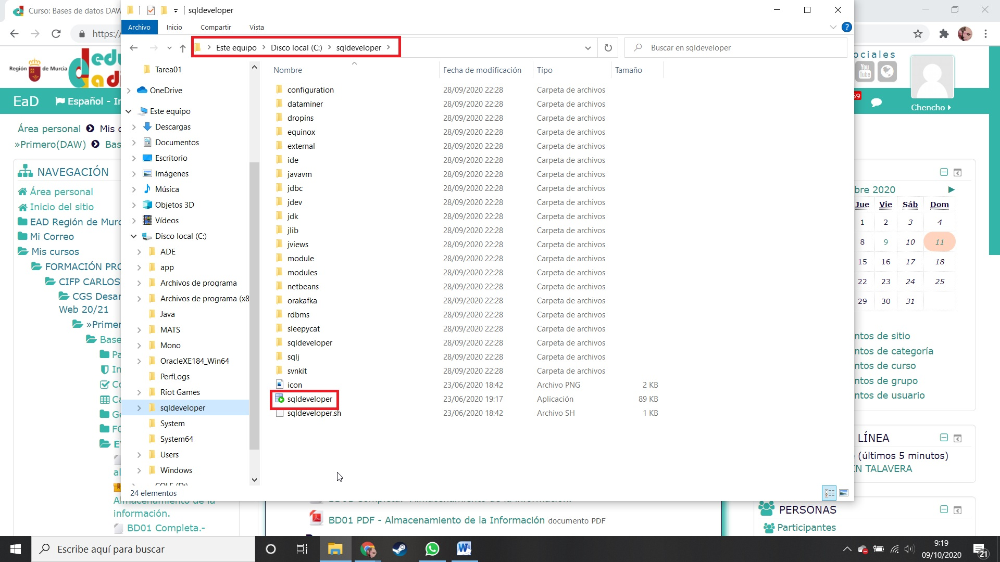 Curso: Bases de datos DAW
sqldeveloper
Archivo
Inicio
Compartir
Vista
https:/
Este equipo
Disco local (C:)
sqldeveloper
Buscar en sqldeveloper
Región de Murcia
EaD
Español - In
Área personal
Mis c
»Primero(DAW)
Bas
NAVEGACIÓN
Área personal
Inicio del sitio
EAD Región de Murc
Mi Correo
Mis cursos
FORMACIÓN PRO
CIFP CARLOS
CGS Desar
Web 20/21
»Primer
Base
Pa
In
Co
Ca
Ge
FO
E
al
Almacenamiento de la
información.
BD01 Completa.-
Tarea01
OneDrive
Este equipo
Descargas
Documentos
Escritorio
Imágenes
Música
Objetos 3D
Vídeos
Disco local (C:)
ADE
app
Archivos de programa
Archivos de programa (x8
Java
MATS
Mono
OracleXE184_Win64
PerfLogs
Riot Games
sqldeveloper
System
System64
Users
Windows
24 elementos
Nombre Fecha de modificación Tipo Tamaño
configuration 28/09/2020 22:28 Carpeta de archivos
dataminer 28/09/2020 22:28 Carpeta de archivos
dropins 28/09/2020 22:28 Carpeta de archivos
equinox 28/09/2020 22:28 Carpeta de archivos
external 28/09/2020 22:28 Carpeta de archivos
ide 28/09/2020 22:28 Carpeta de archivos
javavm 28/09/2020 22:28 Carpeta de archivos
jdbc 28/09/2020 22:28 Carpeta de archivos
jdev 28/09/2020 22:28 Carpeta de archivos
jdk 28/09/2020 22:28 Carpeta de archivos
jlib 28/09/2020 22:28 Carpeta de archivos
jviews 28/09/2020 22:28 Carpeta de archivos
module 28/09/2020 22:28 Carpeta de archivos
modules 28/09/2020 22:28 Carpeta de archivos
netbeans 28/09/2020 22:28 Carpeta de archivos
orakafka 28/09/2020 22:28 Carpeta de archivos
rdbms 28/09/2020 22:28 Carpeta de archivos
sleepycat 28/09/2020 22:28 Carpeta de archivos
sqldeveloper 28/09/2020 22:28 Carpeta de archivos
sqlj 28/09/2020 22:28 Carpeta de archivos
svnkit 28/09/2020 22:28 Carpeta de archivos
icon 23/06/2020 18:42 Archivo PNG 2 KB
sqldeveloper 23/06/2020 19:17 Aplicación 89 KB
sqldeveloper.sh 23/06/2020 18:42 Archivo SH 1 KB
BD01 PDF - Almacenamiento de la Información documento PDF
ociales
You Tube
59
Chencho
bre 2020
Jue Vie Sáb Dom
1 2 3 4
8 9 10 11
15 16 17 18
22 23 24 25
29 30 31
ntos de sitio
ntos de categoría
ntos de curso
ntos de grupo
ntos de usuario
LÍNEA
(últimos 5 minutos)
N TALAVERA
PERSONAS
Participantes
Escribe aquí para buscar
9:19
09/10/2020
21